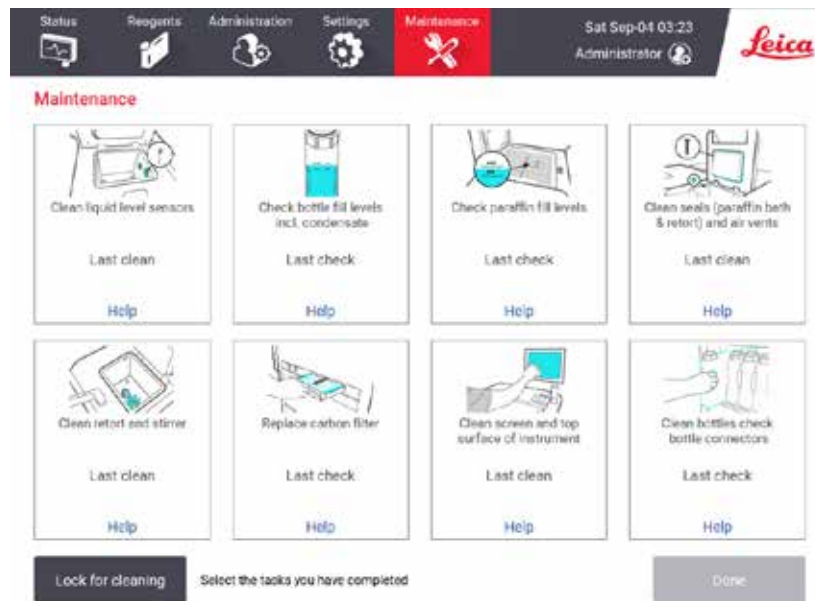 Status Reagents Administration Settings Maintenance Sat Sep-04 03:23
Administrator
Leica
Maintenance
Clean liquid level sensors
Last clean
Help
Check bottle fill levels
incl. condensate
Last check
Help
Check paraffin fill levels
Last check
Help
Clean seals (paraffin bath
& retort) and air vents
Last clean
Help
Clean retort and stirrer
Last clean
Help
Replace carbon filter
Last check
Help
Clean screen and top
surface of instrument
Last clean
Help
Clean bottles check
bottle connectors
Last check
Help
Lock for cleaning Select the tasks you have completed Done